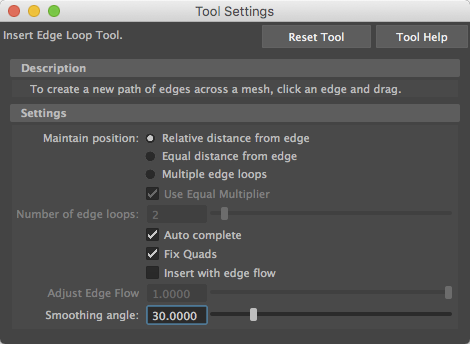 Tool Settings
Insert Edge Loop Tool.
Reset Tool
Tool Help
Description
To create a new path of edges across a mesh, click an edge and drag.
Settings
Maintain position: Relative distance from edge
Equal distance from edge
Multiple edge loops
Use Equal Multiplier
Number of edge loops: 2
Auto complete
Fix Quads
Insert with edge flow
Adjust Edge Flow 1.0000
Smoothing angle: 30.0000